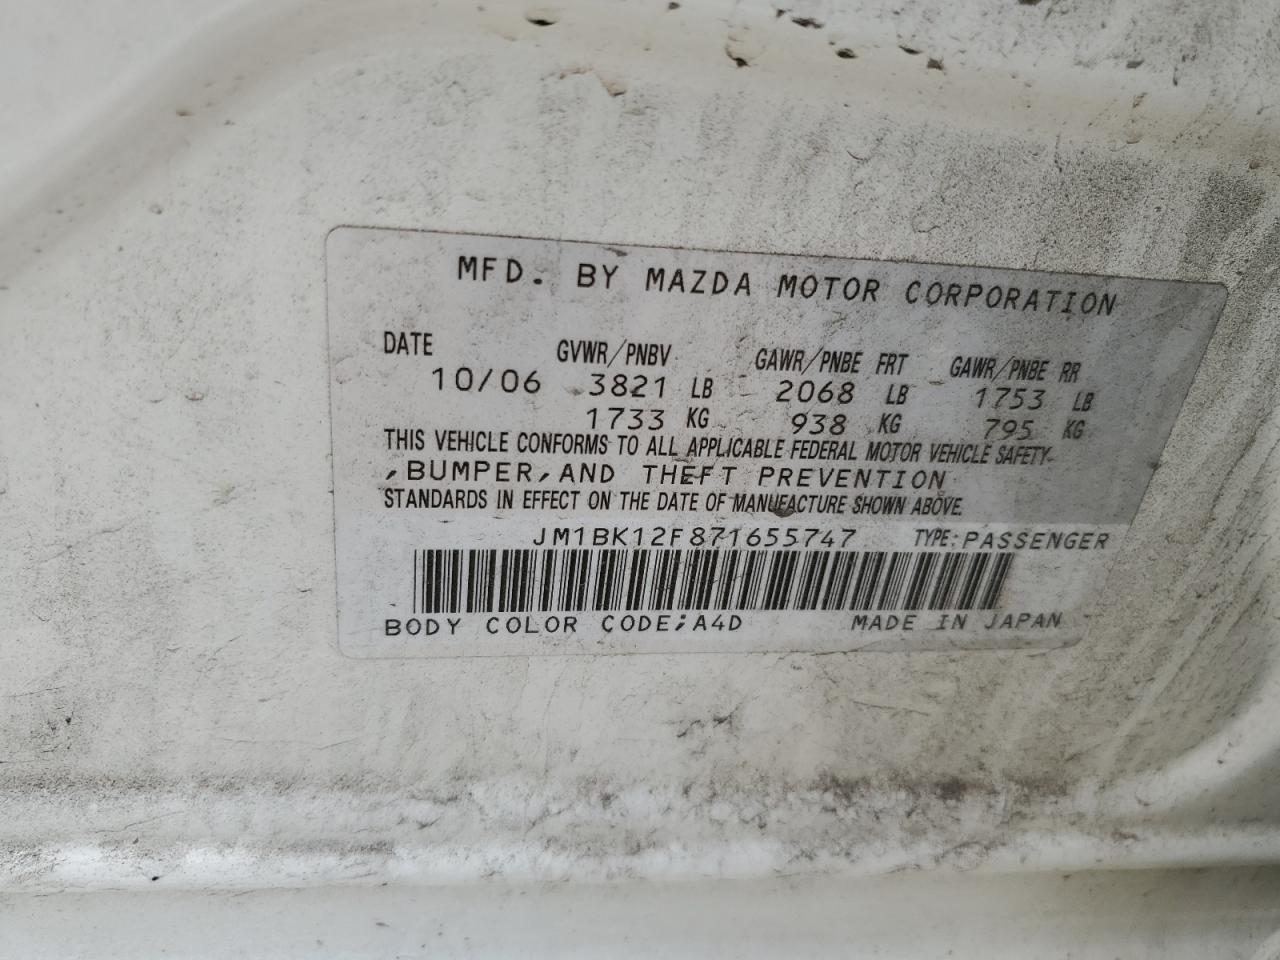 MFD. BY MAZDA MOTOR CORPORATION
DATE GVWR/PNBV GAWR/PNBE FRT GAWR/PNBE RR
10/06 3821 LB 2068 LB 1753 LB
1733 KG 938 KG 795 KG
THIS VEHICLE CONFORMS TO ALL APPLICABLE FEDERAL MOTOR VEHICLE SAFETY
,BUMPER,AND THEFT PREVENTION
STANDARDS IN EFFECT ON THE DATE OF MANUFACTURE SHOWN ABOVE.
JM1BK12F871655747 TYPE:PASSENGER
BODY COLOR CODE;A4D MADE IN JAPAN